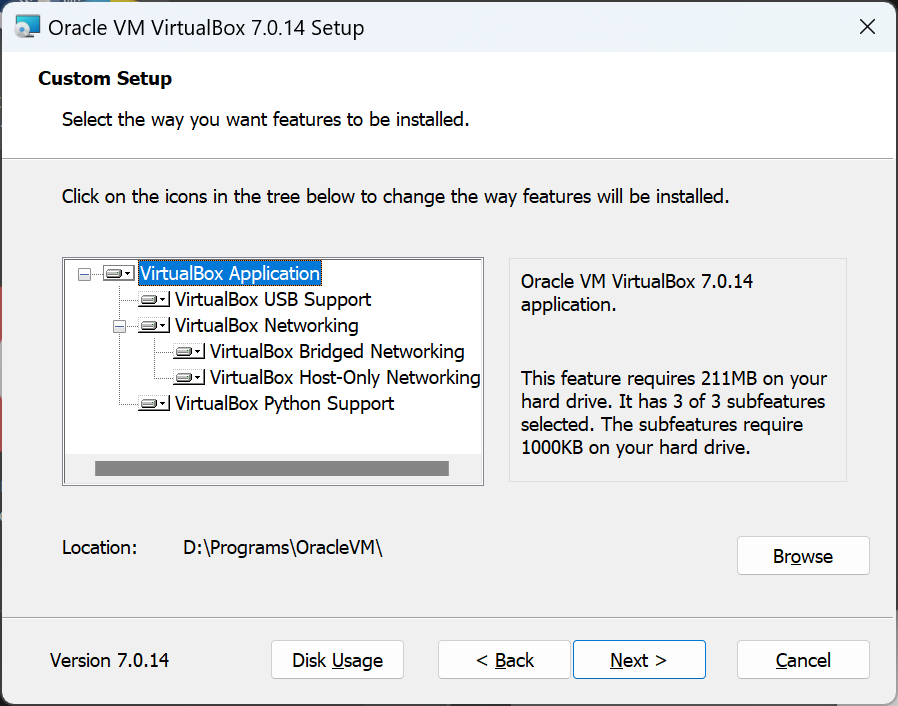 Oracle VM VirtualBox 7.0.14 Setup
Custom Setup
Select the way you want features to be installed.
Click on the icons in the tree below to change the way features will be installed.
VirtualBox Application
VirtualBox USB Support
VirtualBox Networking
VirtualBox Bridged Networking
VirtualBox Host-Only Networking
VirtualBox Python Support
Oracle VM VirtualBox 7.0.14
application.
This feature requires 211MB on your
hard drive. It has 3 of 3 subfeatures
selected. The subfeatures require
1000KB on your hard drive.
Location: D:\Programs\OracleVM\
Browse
Version 7.0.14
Disk Usage
< Back
Next >
Cancel